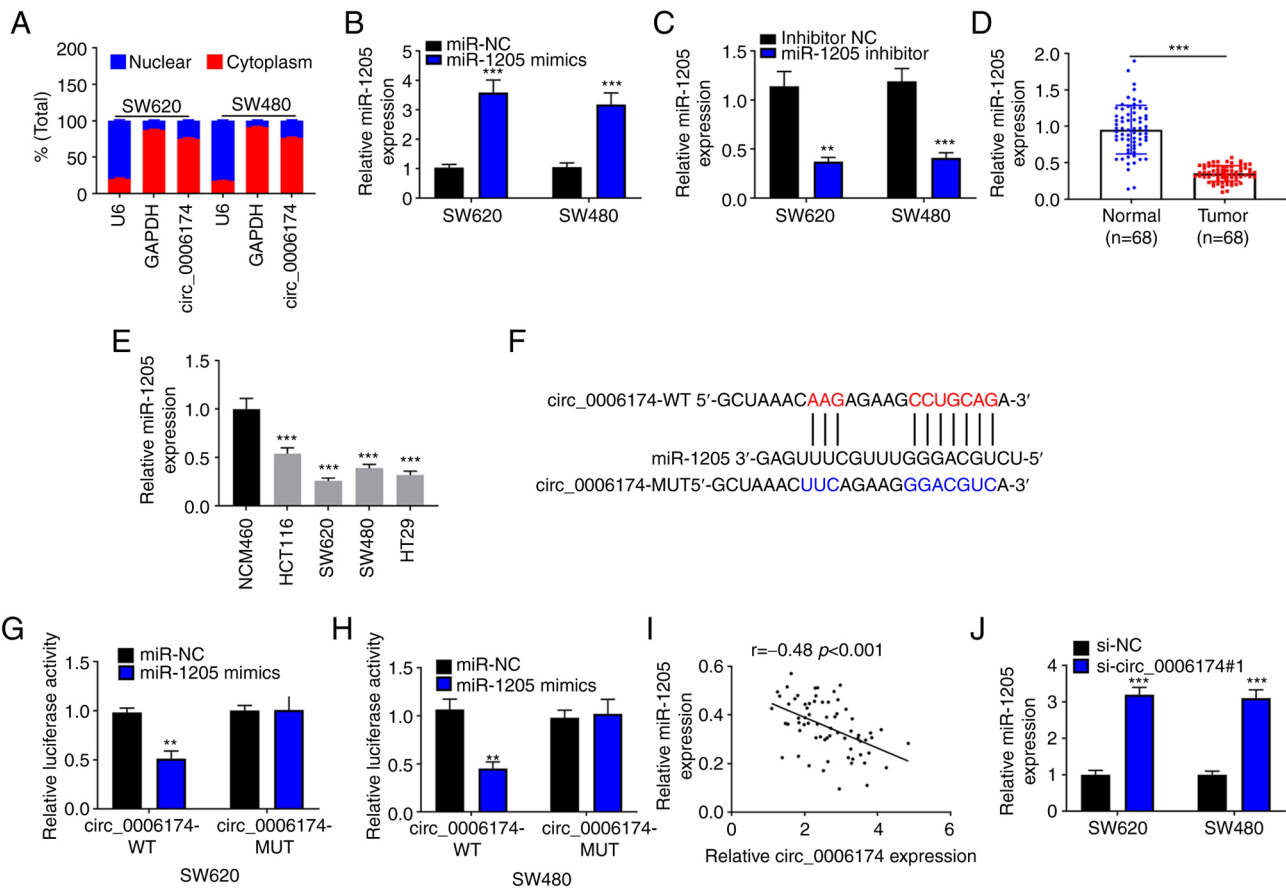 A
200
150
100
50
0
% (Total)
Nuclear
Cytoplasm
SW620
SW480
U6
GAPDH
circ_0006174
U6
GAPDH
circ_0006174
B
Relative miR-1205
expression
5
4
3
2
1
0
miR-NC
miR-1205 mimics
***
***
SW620
SW480
C
Relative miR-1205
expression
1.5
1.0
0.5
0.0
Inhibitor NC
miR-1205 inhibitor
**
***
SW620
SW480
D
Relative miR-1205
expression
2.0
1.5
1.0
0.5
0.0
***
Normal
(n=68)
Tumor
(n=68)
E
Relative miR-1205
expression
1.5
1.0
0.5
0.0
***
***
***
***
NCM460
HCT116
SW620
SW480
HT29
F
circ_0006174-WT 5′-GCUAAACAAGAGAAGCCUGCAGA-3′
miR-1205 3′-GAGUUUCGUUUGGGACGUCU-5′
circ_0006174-MUT5′-GCUAAACUUCAGAAGGGACGUCA-3′
G
Relative luciferase activity
1.5
1.0
0.5
0.0
miR-NC
miR-1205 mimics
**
circ_0006174-
WT
circ_0006174-
MUT
SW620
H
Relative luciferase activity
1.5
1.0
0.5
0.0
miR-NC
miR-1205 mimics
**
circ_0006174-
WT
circ_0006174-
MUT
SW480
I
r=−0.48 p<0.001
Relative miR-1205
expression
0.6
0.4
0.2
0.0
0
2
4
6
Relative circ_0006174 expression
J
Relative miR-1205
expression
4
3
2
1
0
si-NC
si-circ_0006174#1
***
***
SW620
SW480